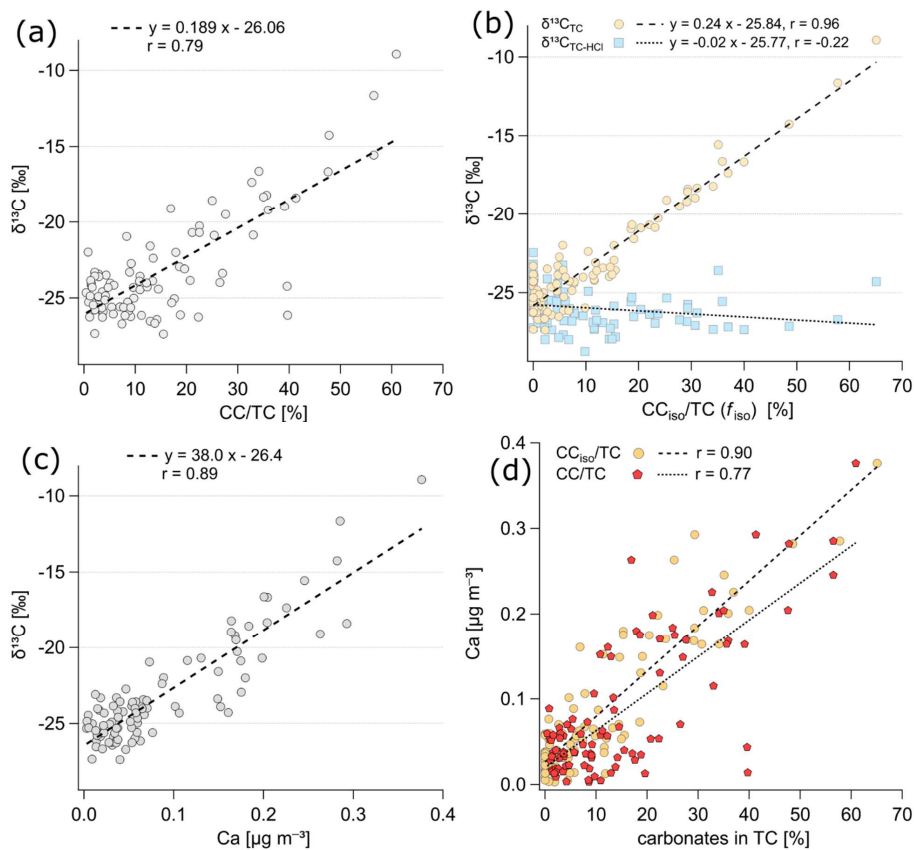 (a)
y = 0.189 x - 26.06
r = 0.79
δ¹³C [‰]
-10
-15
-20
-25
0 10 20 30 40 50 60 70
CC/TC [%]
(b)
δ¹³C_TC y = 0.24 x - 25.84, r = 0.96
δ¹³C_TC-HCl y = -0.02 x - 25.77, r = -0.22
δ¹³C [‰]
-10
-15
-20
-25
0 10 20 30 40 50 60 70
CC_iso/TC (f_iso) [%]
(c)
y = 38.0 x - 26.4
r = 0.89
δ¹³C [‰]
-10
-15
-20
-25
0.0 0.1 0.2 0.3 0.4
Ca [µg m⁻³]
(d)
CC_iso/TC r = 0.90
CC/TC r = 0.77
Ca [µg m⁻³]
0.4
0.3
0.2
0.1
0.0
0 10 20 30 40 50 60 70
carbonates in TC [%]